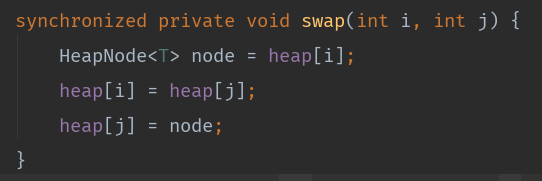 synchronized private void swap(int i, int j) {
    HeapNode<T> node = heap[i];
    heap[i] = heap[j];
    heap[j] = node;
}